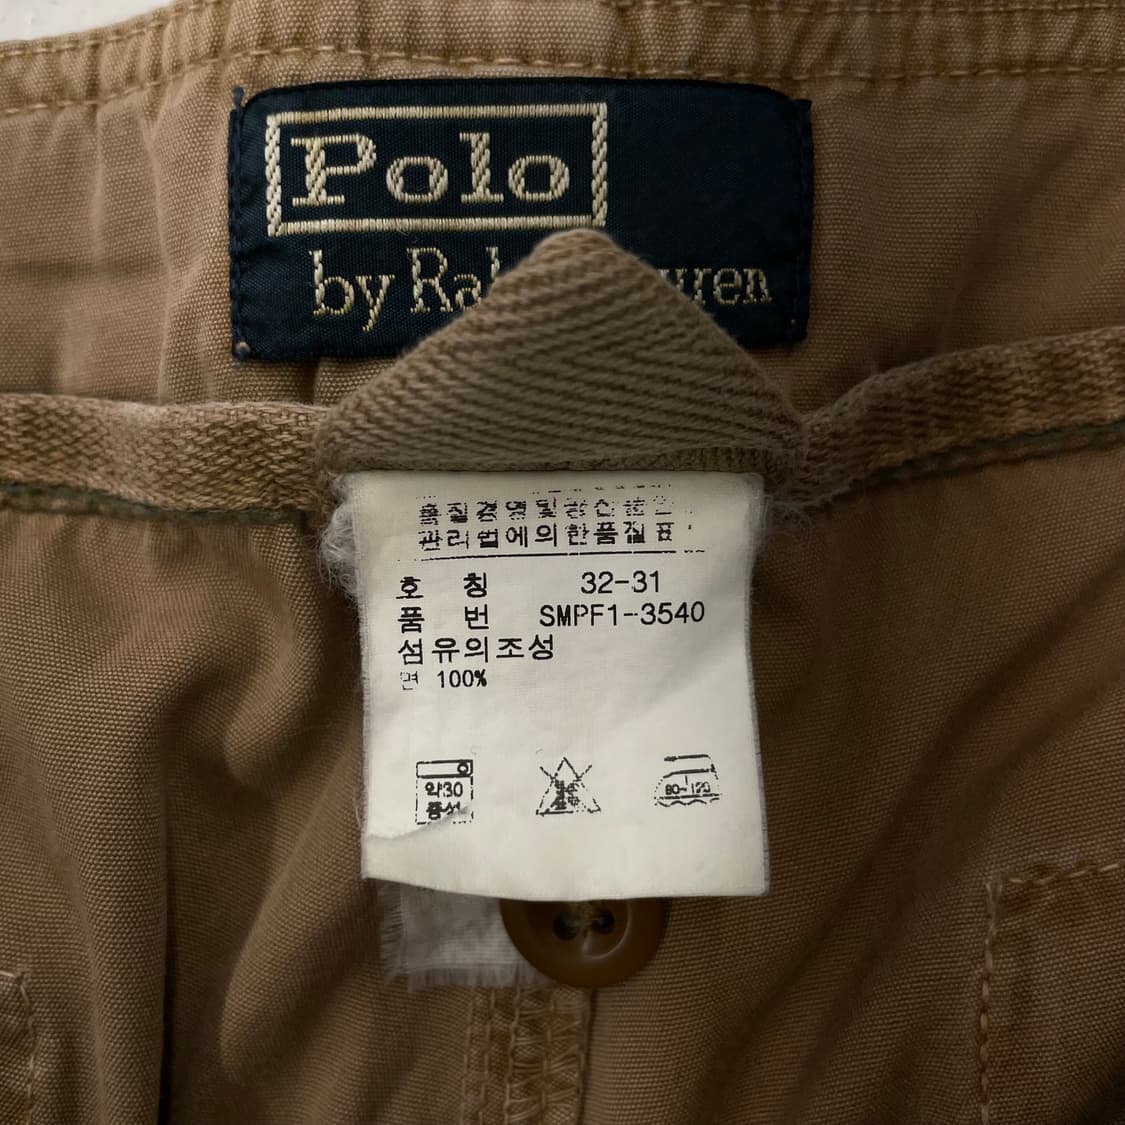 Polo
by Ra uren
품질경영및공산품안
관리법에의한품질표
호 칭 32-31
품 번 SMPF1-3540
섬유의조성
면 100%
약30
중성
80-120